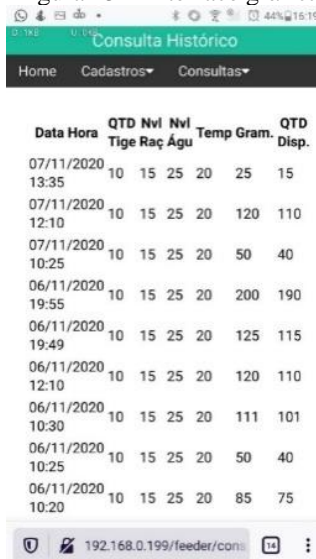 44% 16:19
Consulta Histórico
Home Cadastros▾ Consultas▾
Data Hora QTD Tige Nvl Raç Nvl Águ Temp Gram. QTD Disp.
07/11/2020 13:35 10 15 25 20 25 15
07/11/2020 12:10 10 15 25 20 120 110
07/11/2020 10:25 10 15 25 20 50 40
06/11/2020 19:55 10 15 25 20 200 190
06/11/2020 19:49 10 15 25 20 125 115
06/11/2020 12:10 10 15 25 20 120 110
06/11/2020 10:30 10 15 25 20 111 101
06/11/2020 10:25 10 15 25 20 50 40
06/11/2020 10:20 10 15 25 20 85 75
192.168.0.199/feeder/cons 14